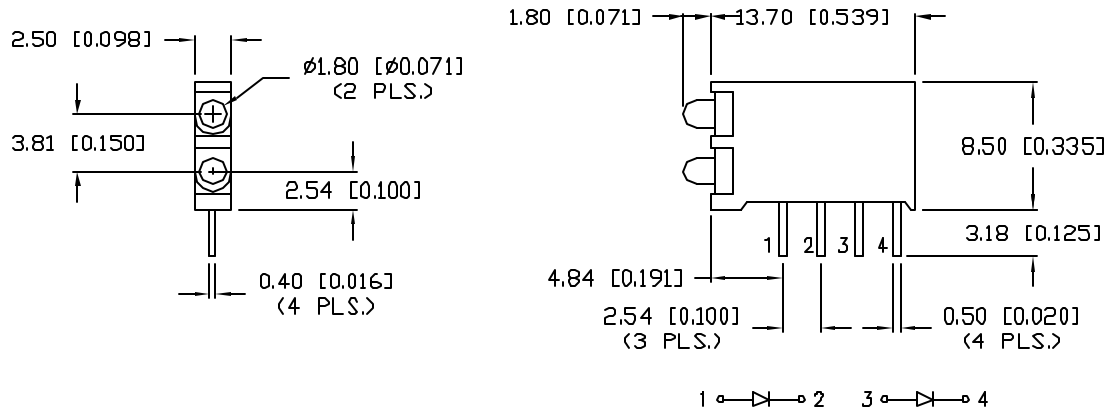 1.80 [0.071]
13.70 [0.539]
2.50 [0.098]
ø1.80 [ø0.071]
(2 PLS.)
3.81 [0.150]
8.50 [0.335]
2.54 [0.100]
3.18 [0.125]
1 2 3 4
4.84 [0.191]
0.40 [0.016]
(4 PLS.)
2.54 [0.100]
(3 PLS.)
0.50 [0.020]
(4 PLS.)
1 2 3 4